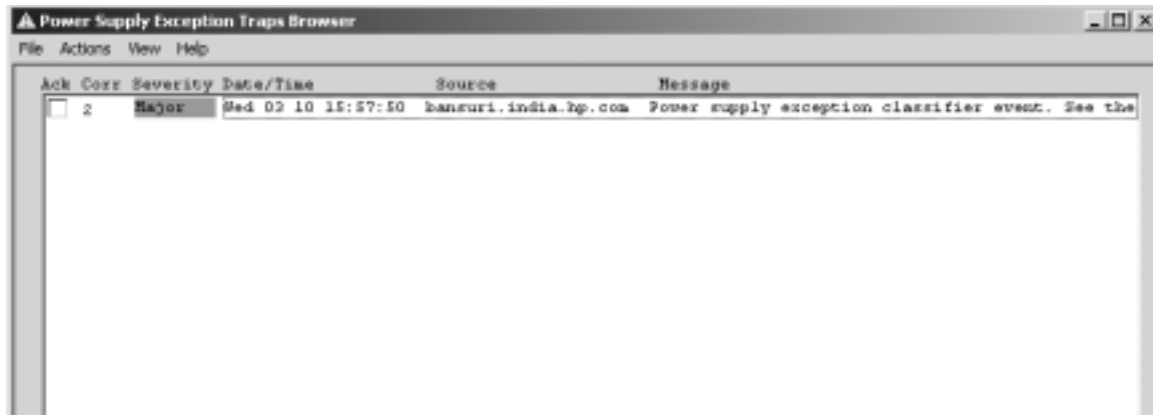 Power Supply Exception Traps Browser
File Actions View Help
Ack Corr Severity Date/Time Source Message
2 Major Wed 03 10 15:57:50 bansuri.india.hp.com Power supply exception classifier event. See the